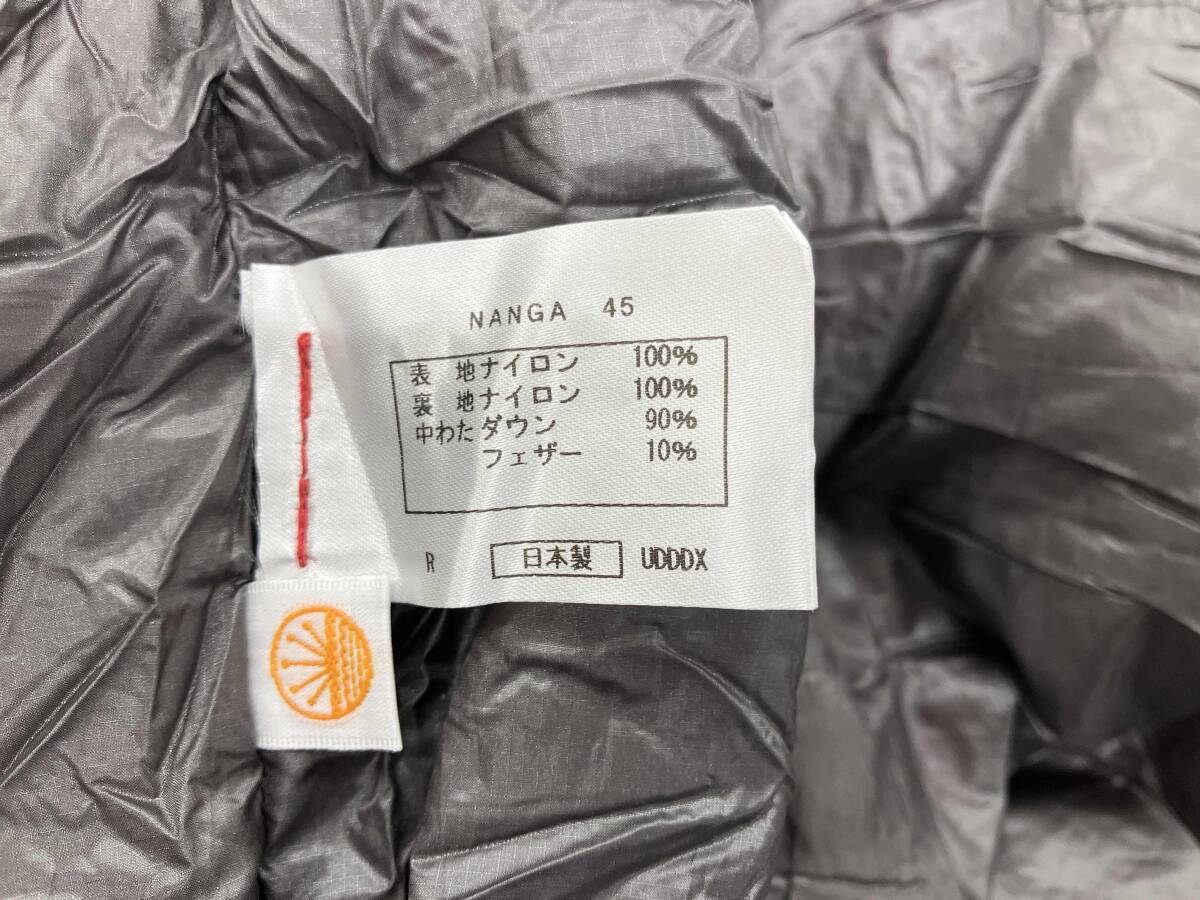 NANGA 45
表 地ナイロン 100%
裏 地ナイロン 100%
中わた ダウン 90%
フェザー 10%
R 日本製 UDDDX